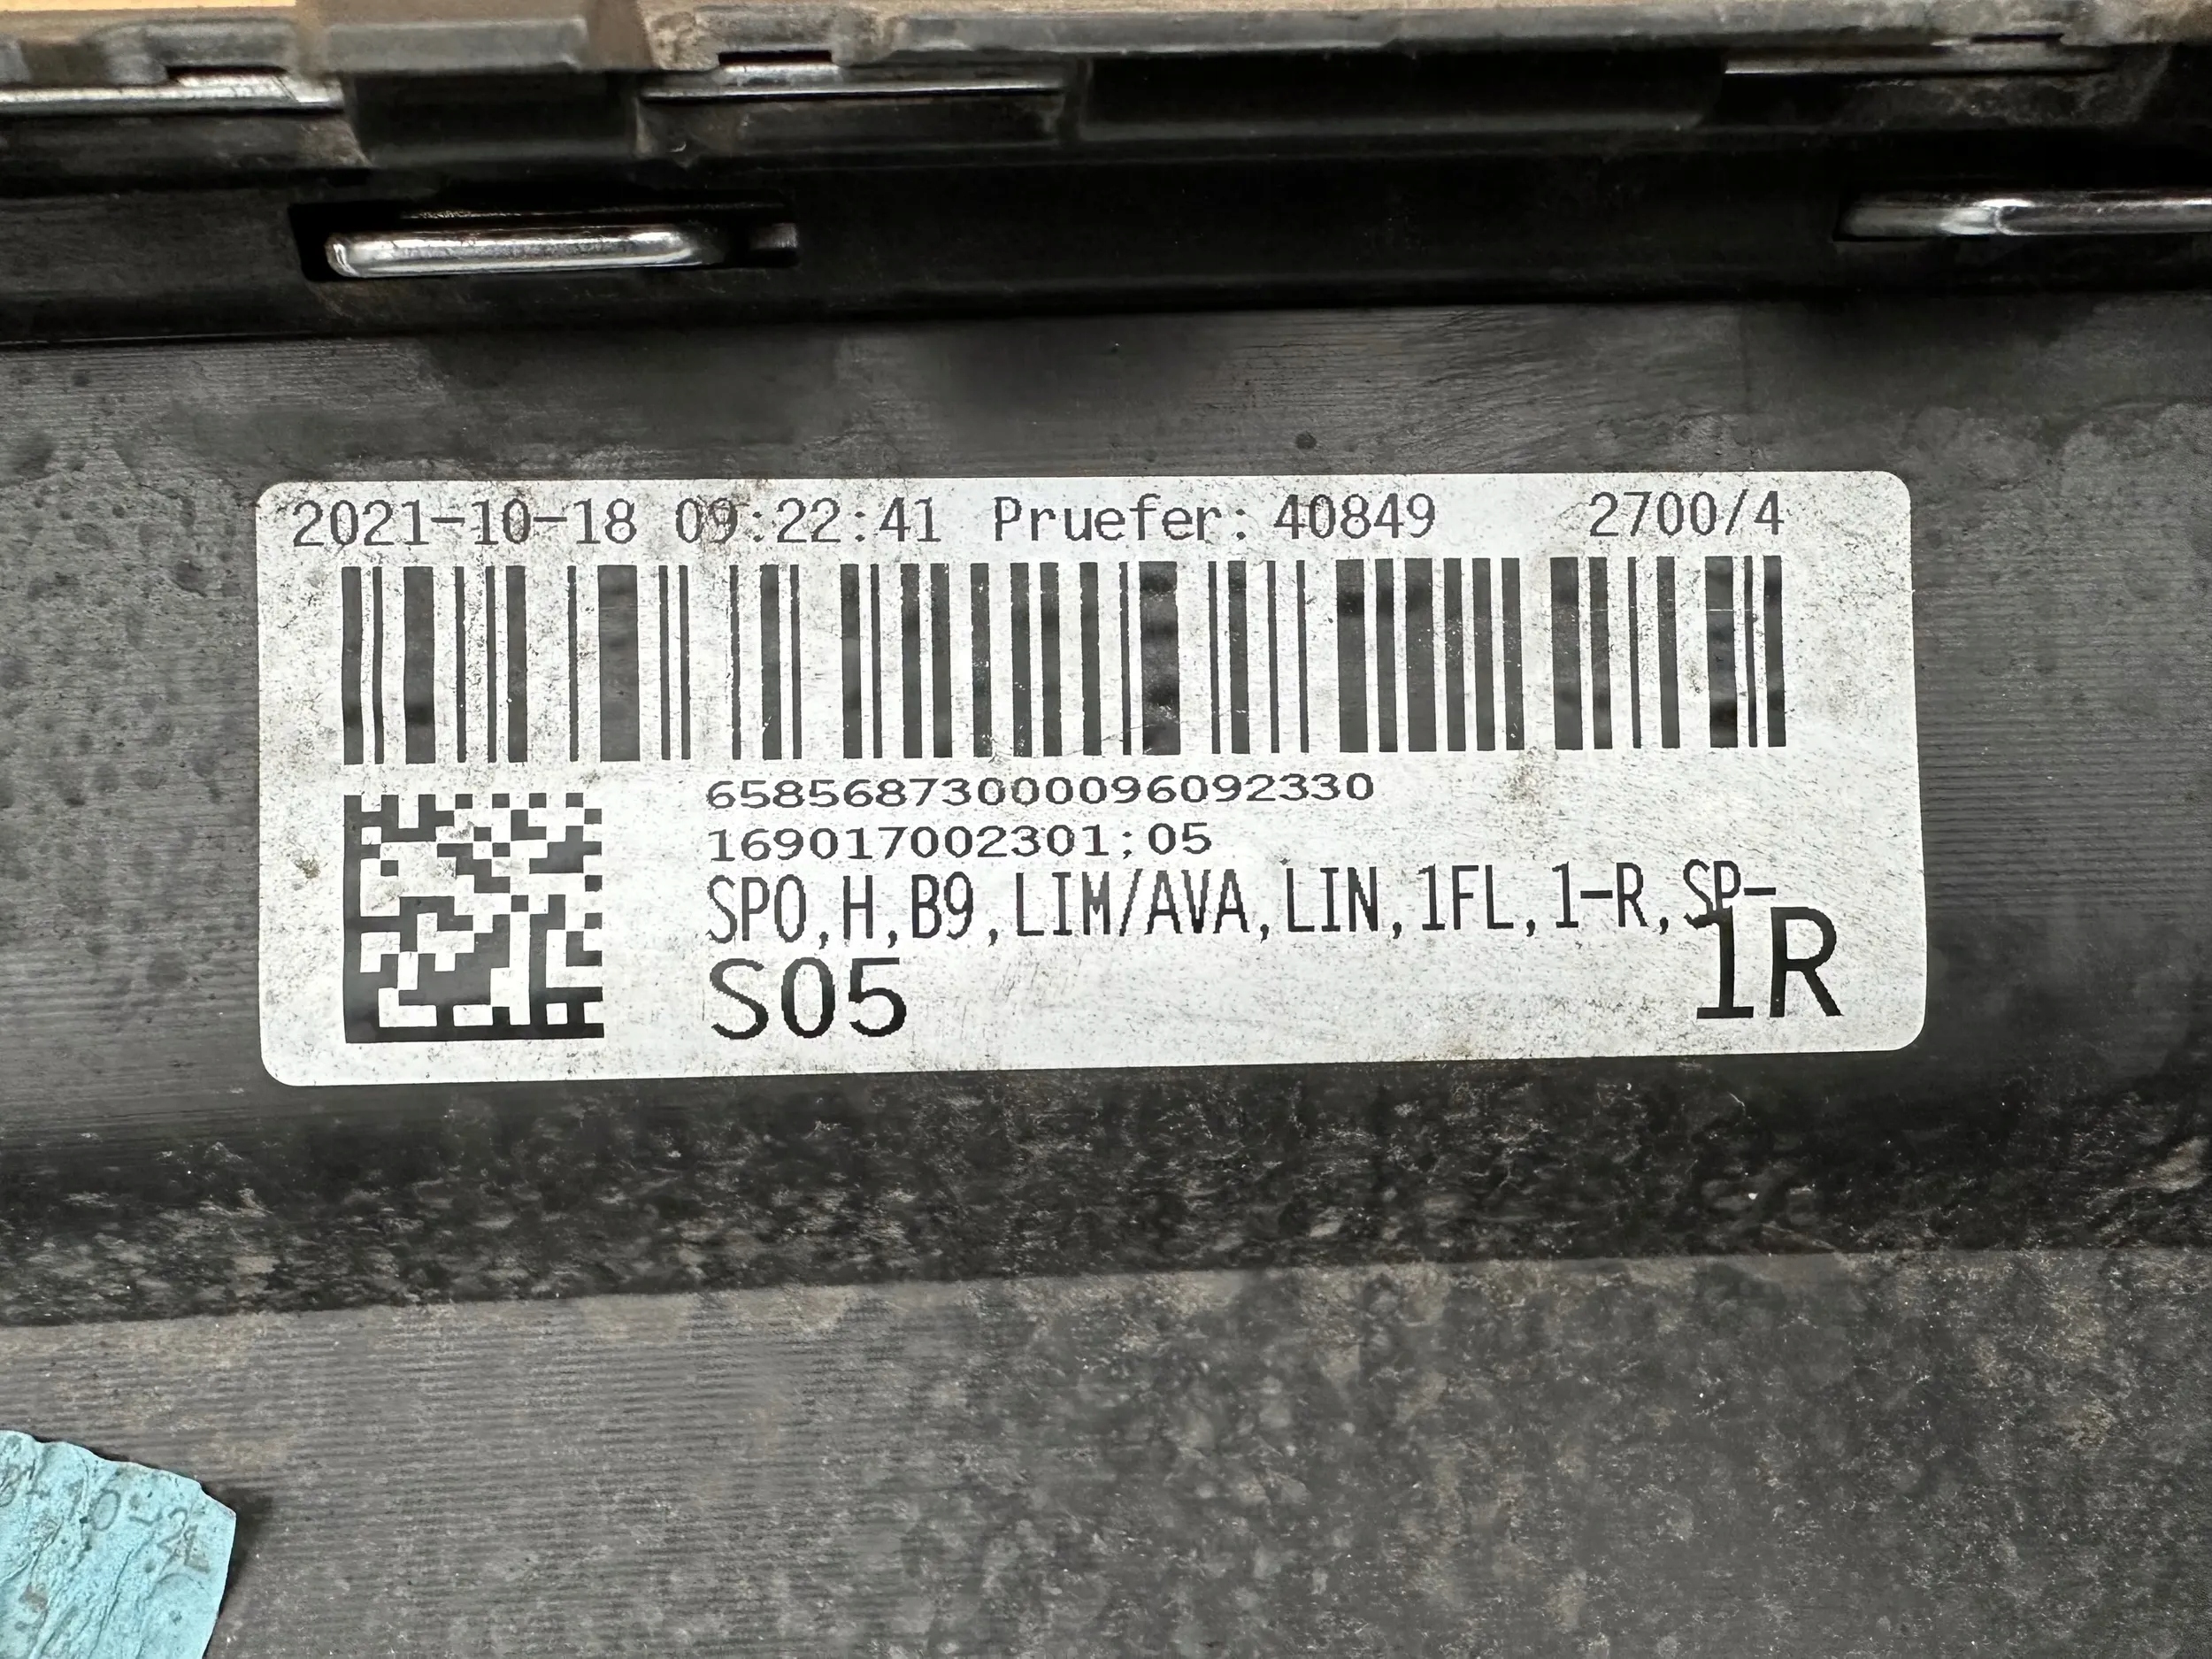 2021-10-18 09:22:41 Pruefer: 40849 2700/4
65856873000096092330
169017002301;05
SPO,H,B9,LIM/AVA,LIN,1FL,1-R,SP-
S05 1R